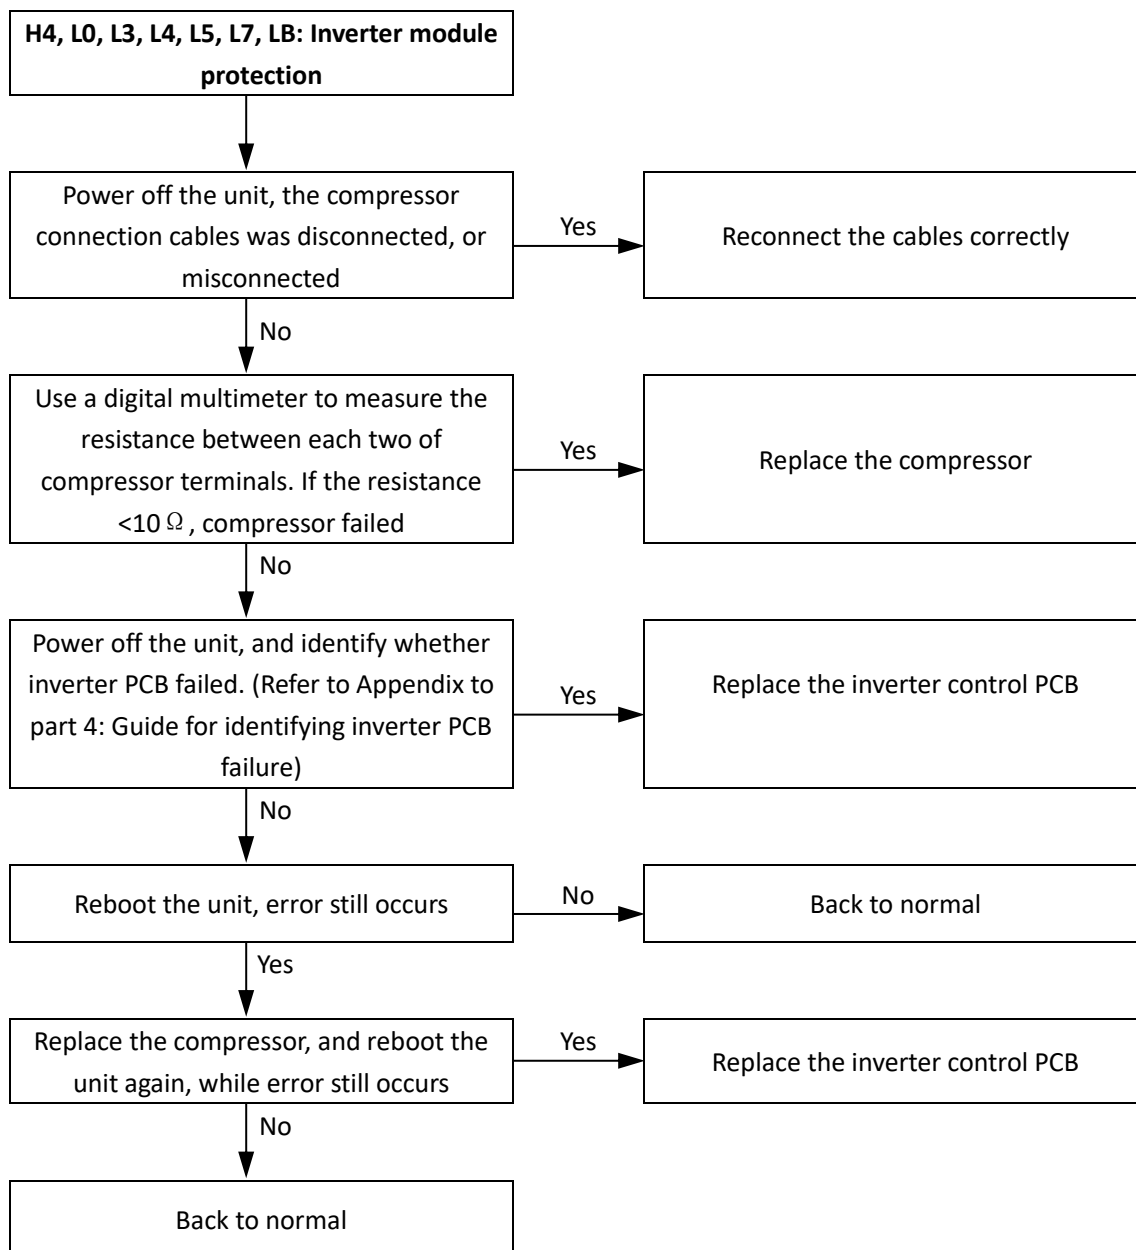 H4, L0, L3, L4, L5, L7, LB: Inverter module
protection
Power off the unit, the compressor
connection cables was disconnected, or
misconnected
Yes
Reconnect the cables correctly
No
Use a digital multimeter to measure the
resistance between each two of
compressor terminals. If the resistance
<10 Ω , compressor failed
Yes
Replace the compressor
No
Power off the unit, and identify whether
inverter PCB failed. (Refer to Appendix to
part 4: Guide for identifying inverter PCB
failure)
Yes
Replace the inverter control PCB
No
Reboot the unit, error still occurs
No
Back to normal
Yes
Replace the compressor, and reboot the
unit again, while error still occurs
Yes
Replace the inverter control PCB
No
Back to normal